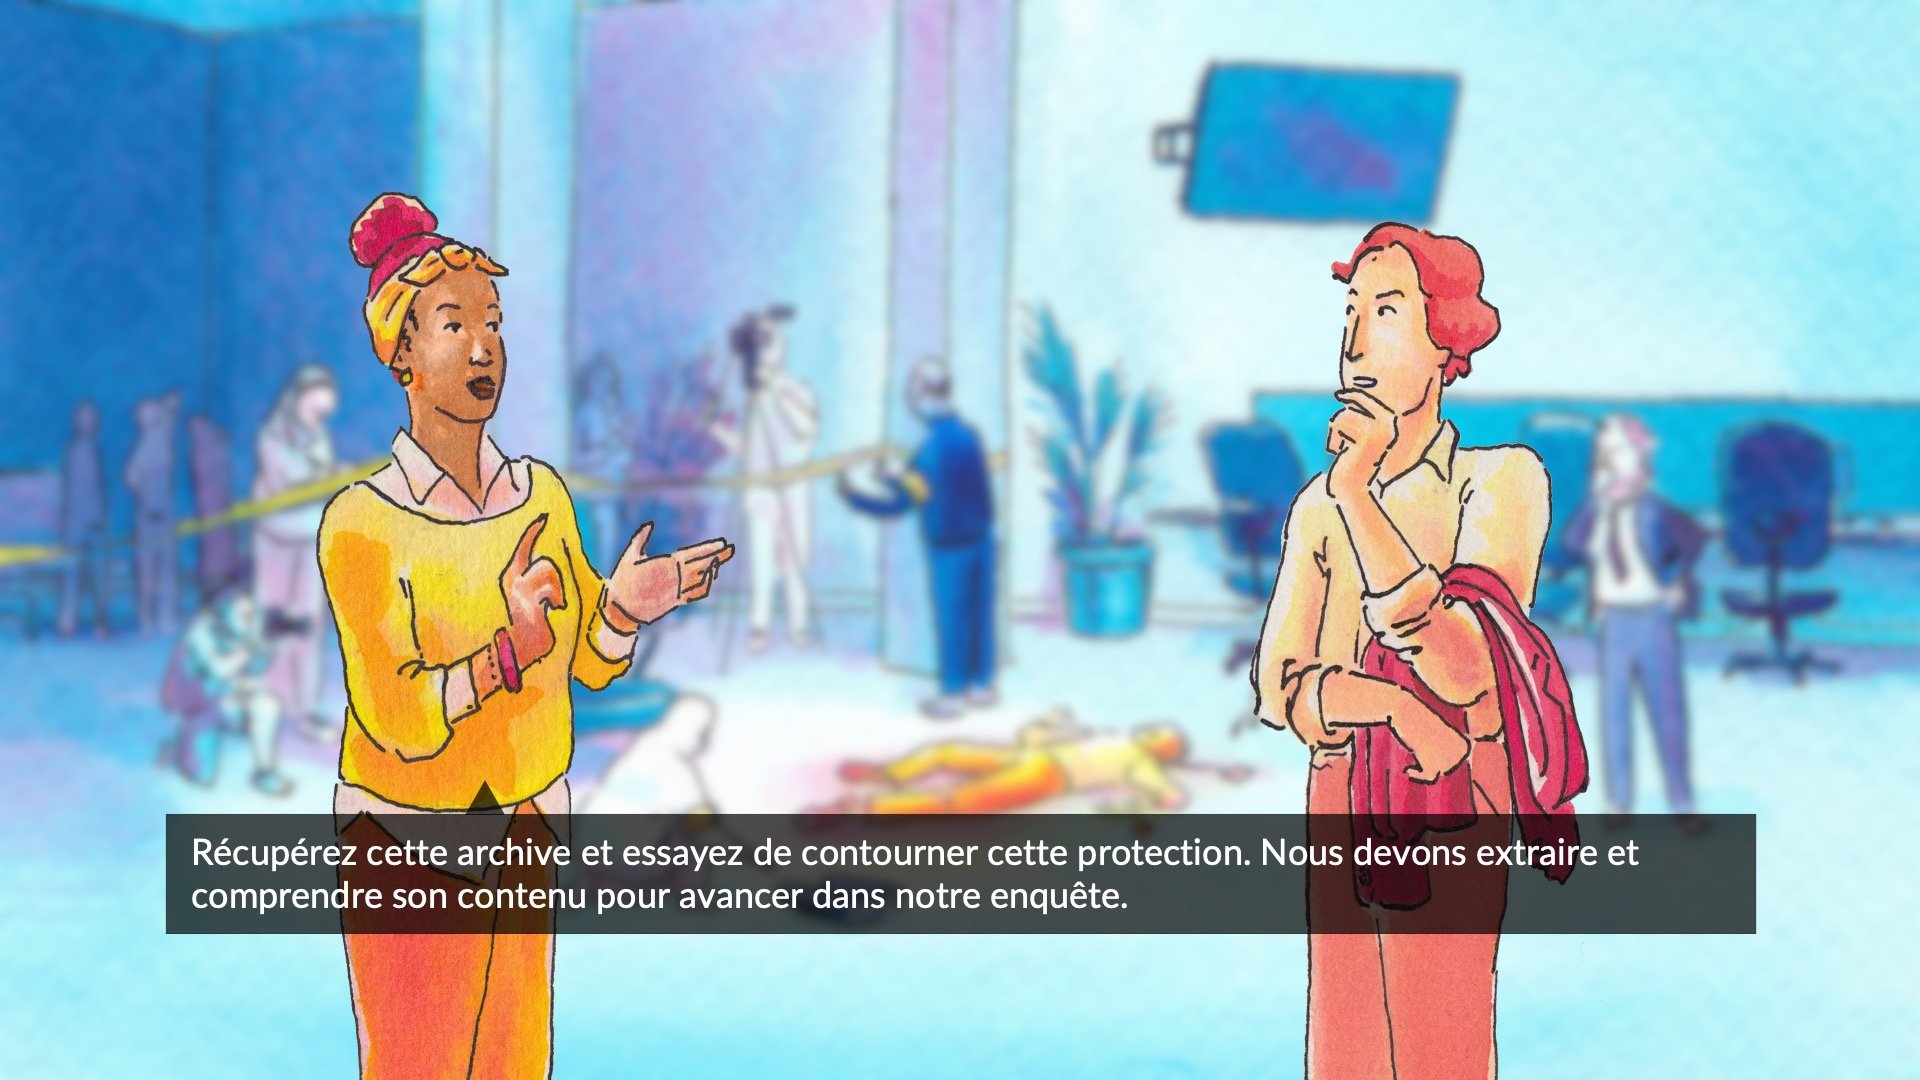 Récupérez cette archive et essayez de contourner cette protection. Nous devons extraire et
comprendre son contenu pour avancer dans notre enquête.